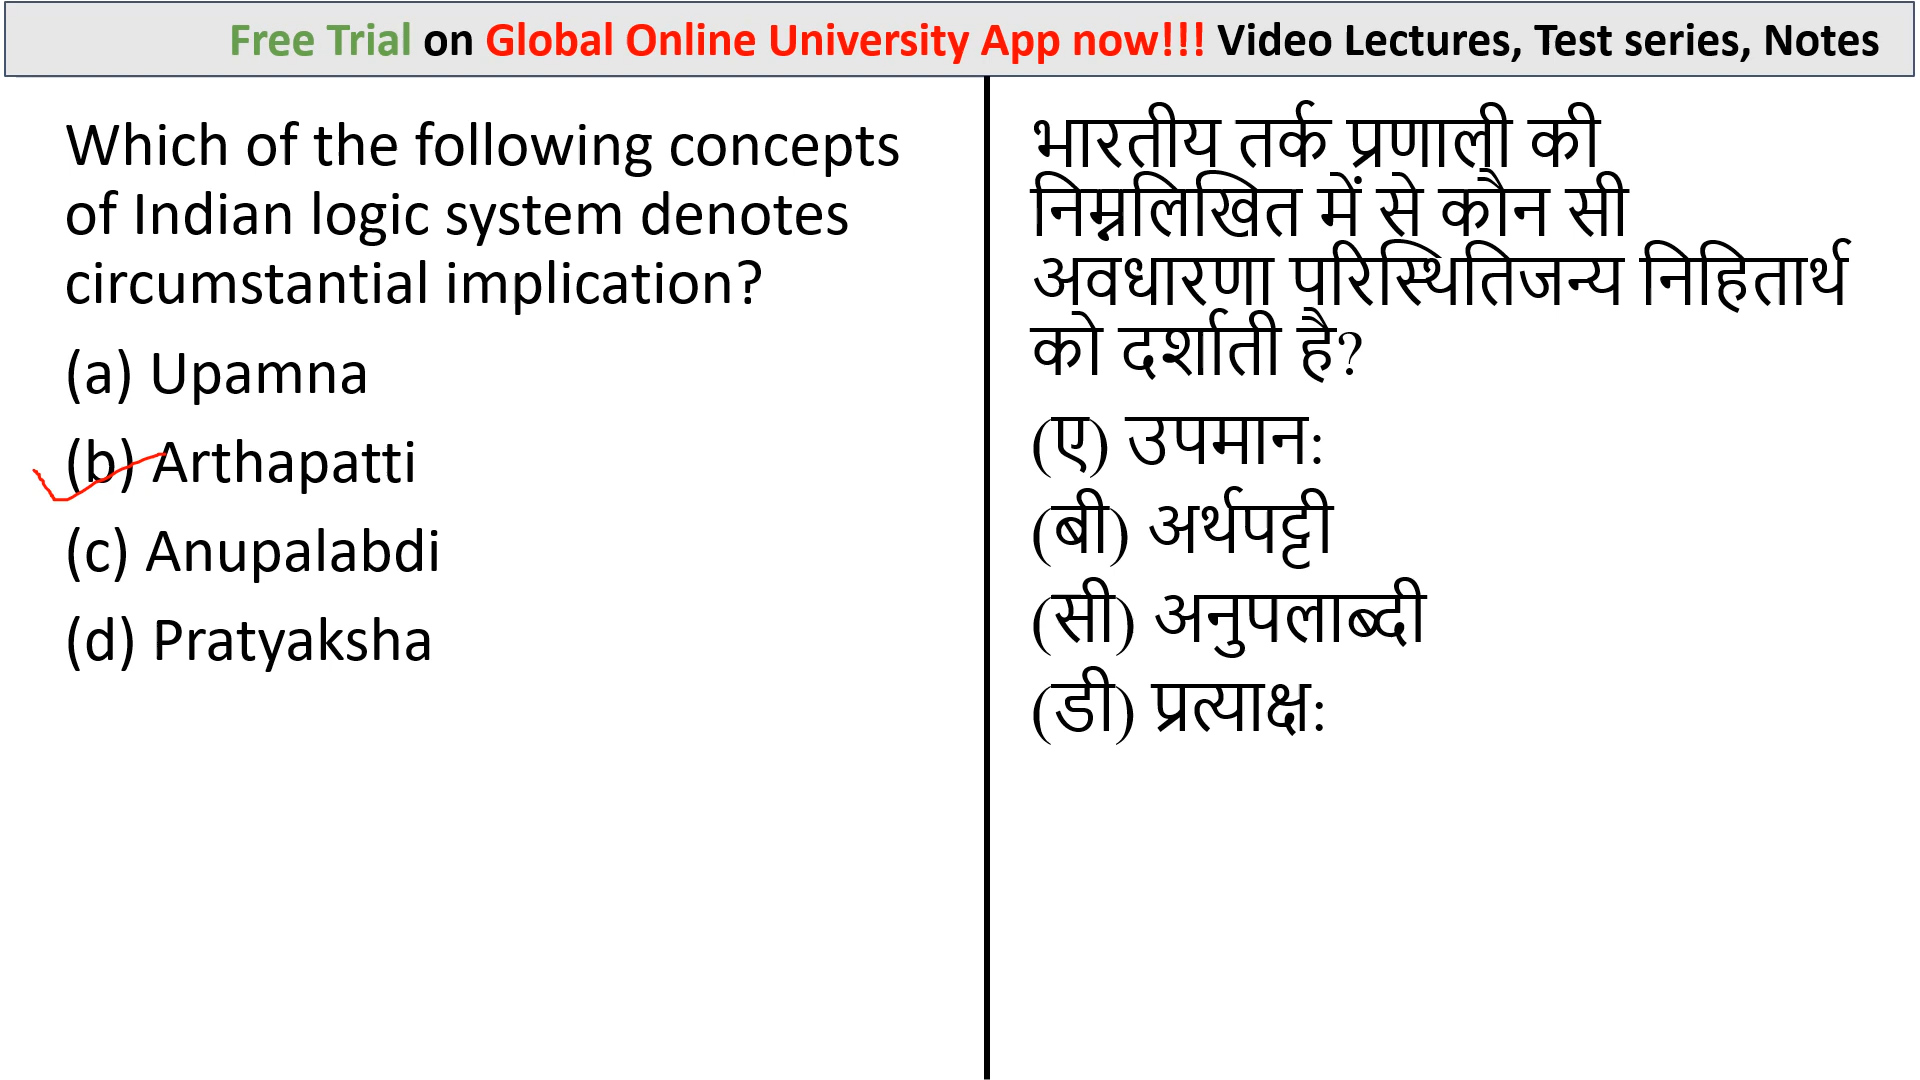 Free Trial on Global Online University App now!!! Video Lectures, Test series, Notes
Which of the following concepts
of Indian logic system denotes
circumstantial implication?
(a) Upamna
(b) Arthapatti
(c) Anupalabdi
(d) Pratyaksha
भारतीय तर्क प्रणाली की
निम्नलिखित में से कौन सी
अवधारणा परिस्थितिजन्य निहितार्थ
को दर्शाती है?
(ए) उपमान:
(बी) अर्थपट्टी
(सी) अनुपलाब्दी
(डी) प्रत्याक्ष: